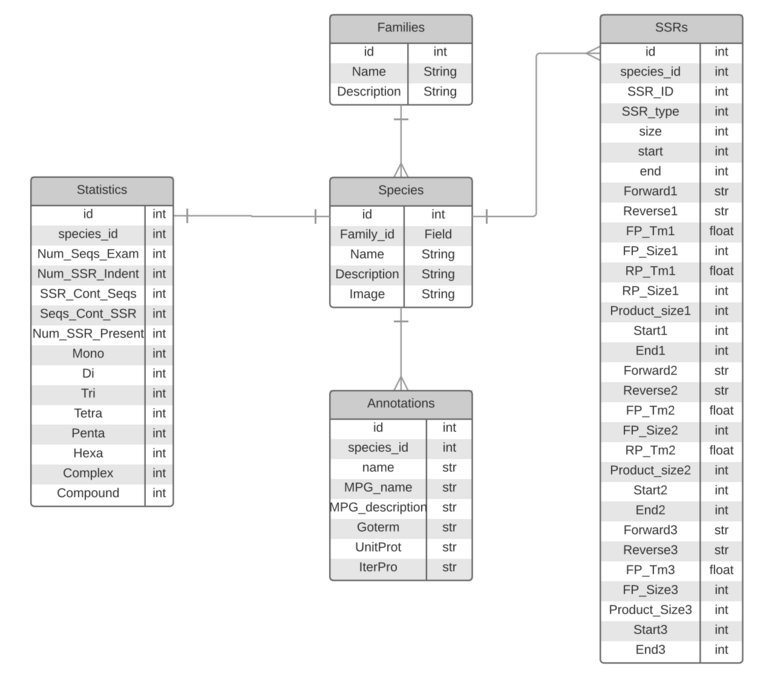 Families
id int
Name String
Description String
Statistics
id int
species_id int
Num_Seqs_Exam int
Num_SSR_Indent int
SSR_Cont_Seqs int
Seqs_Cont_SSR int
Num_SSR_Present int
Mono int
Di int
Tri int
Tetra int
Penta int
Hexa int
Complex int
Compound int
Species
id int
Family_id Field
Name String
Description String
Image String
Annotations
id int
species_id int
name str
MPG_name str
MPG_description str
Goterm str
UnitProt str
IterPro str
SSRs
id int
species_id int
SSR_ID int
SSR_type int
size int
start int
end int
Forward1 str
Reverse1 str
FP_Tm1 float
FP_Size1 int
RP_Tm1 float
RP_Size1 int
Product_size1 int
Start1 int
End1 int
Forward2 str
Reverse2 str
FP_Tm2 float
FP_Size2 int
RP_Tm2 float
Product_size2 int
Start2 int
End2 int
Forward3 str
Reverse3 str
FP_Tm3 float
FP_Size3 int
Product_Size3 int
Start3 int
End3 int